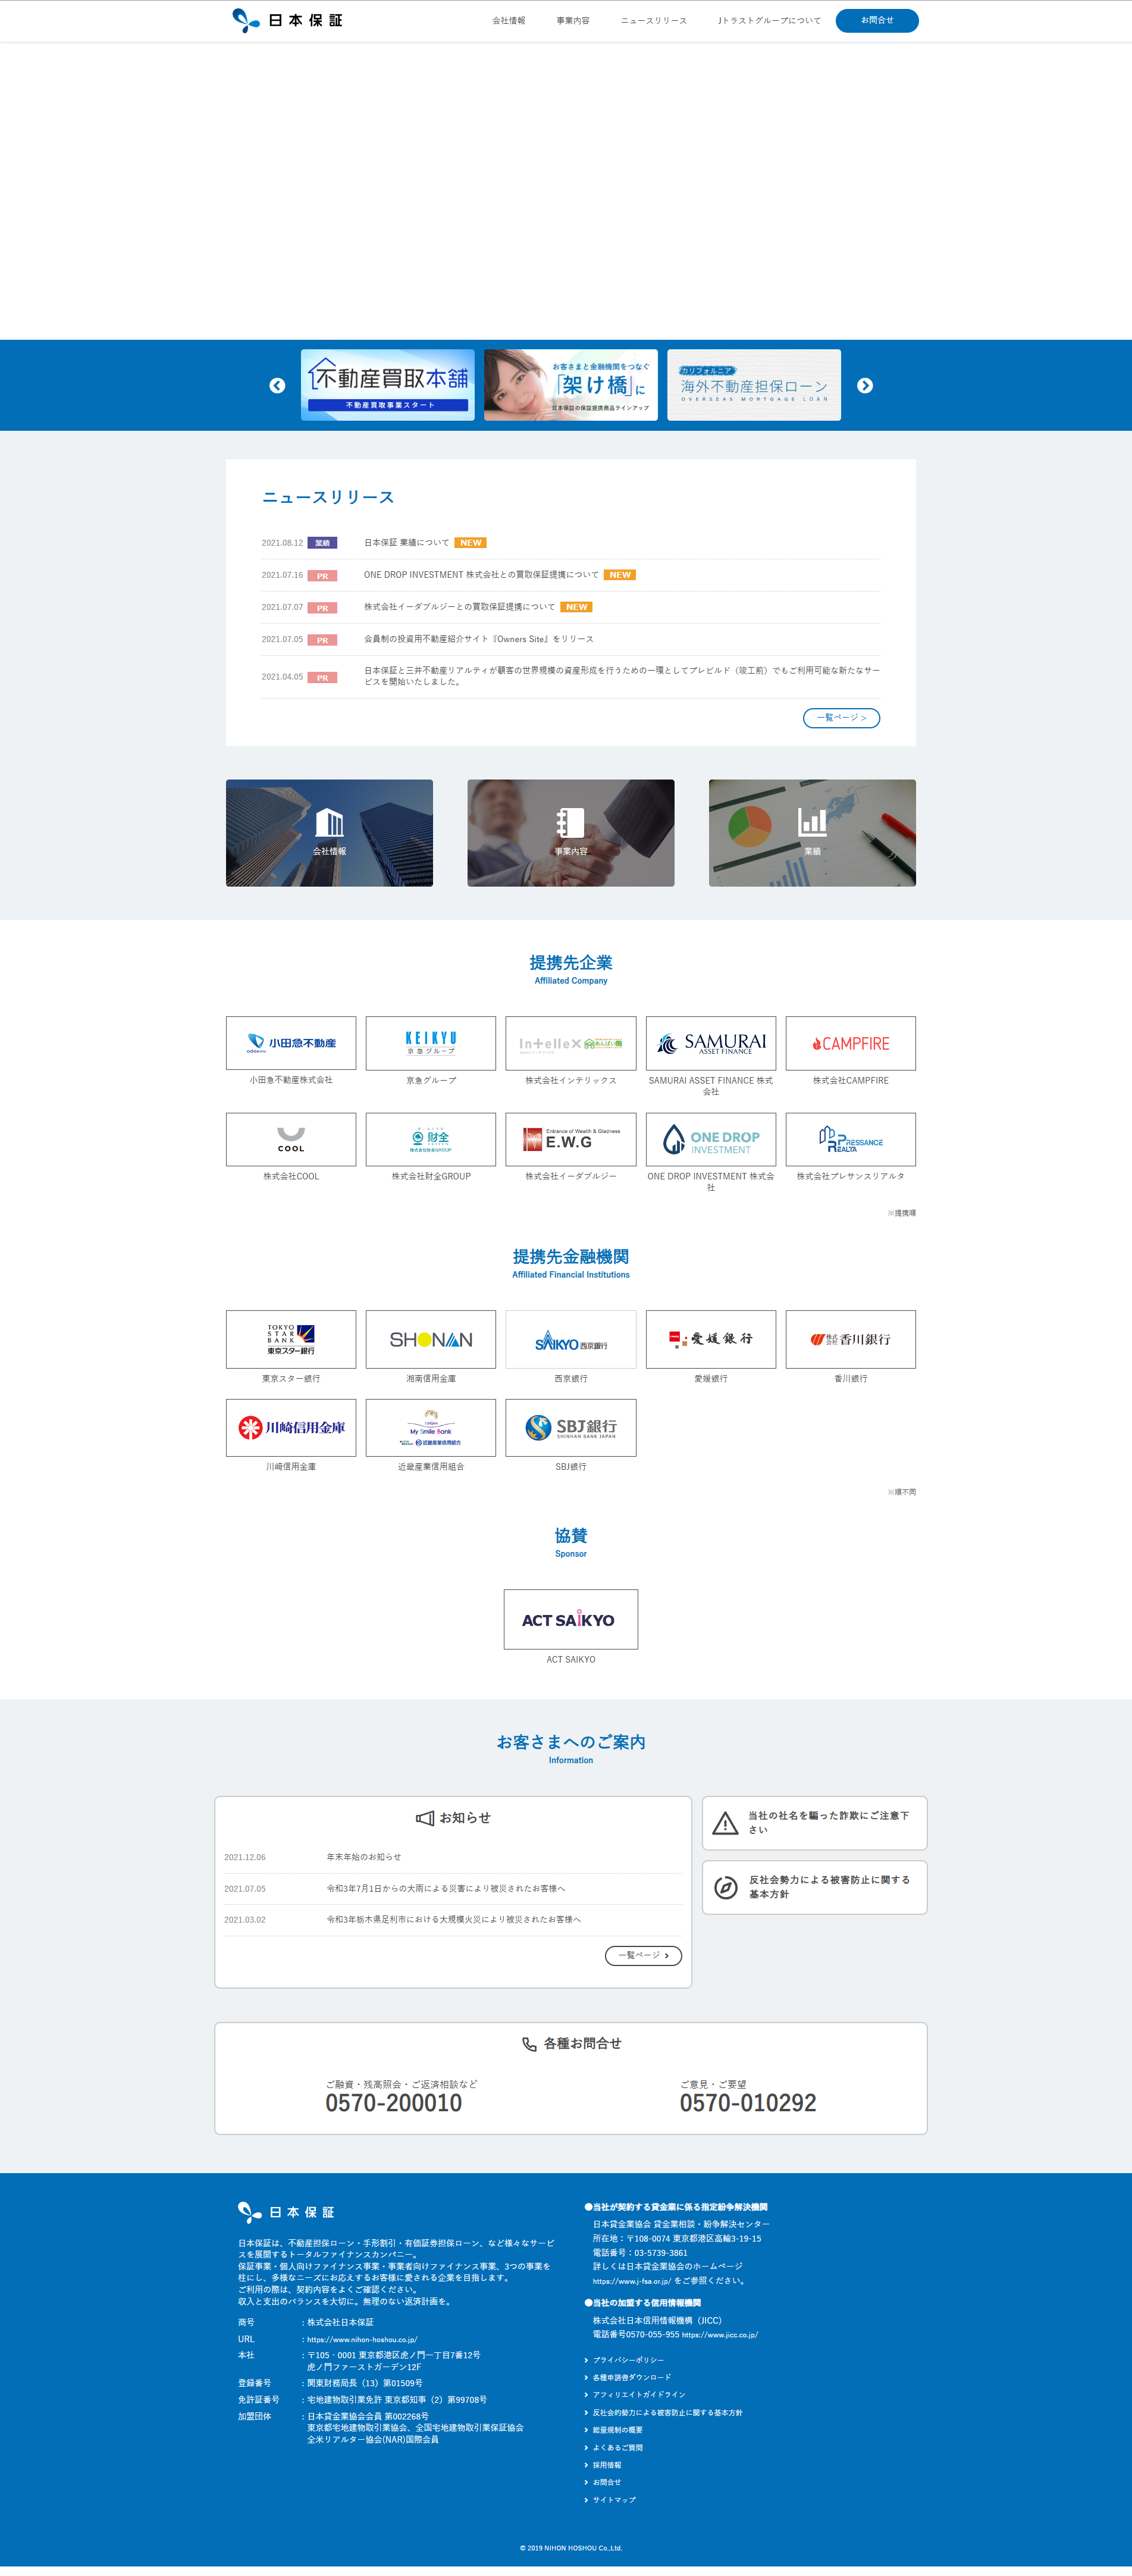 日本保証
会社情報
事業内容
ニュースリリース
Jトラストグループについて
お問合せ
不動産買取本舗
不動産買取事業スタート
お客さまと金融機関をつなぐ
「架け橋」に
日本保証の保証提携商品ラインアップ
カリフォルニア
海外不動産担保ローン
OVERSEAS MORTGAGE LOAN
ニュースリリース
2021.08.12 業績 日本保証 業績について NEW
2021.07.16 PR ONE DROP INVESTMENT 株式会社との買取保証提携について NEW
2021.07.07 PR 株式会社イーダブルジーとの買取保証提携について NEW
2021.07.05 PR 会員制の投資用不動産紹介サイト『Owners Site』をリリース
2021.04.05 PR 日本保証と三井不動産リアルティが顧客の世界規模の資産形成を行うための一環としてプレビルド（竣工前）でもご利用可能な新たなサー
ビスを開始いたしました。
一覧ページ >
会社情報
事業内容
業績
提携先企業
Affiliated Company
小田急不動産
KEIKYU
京急グループ
Intellex
あんばい
SAMURAI
ASSET FINANCE
CAMPFIRE
小田急不動産株式会社
京急グループ
株式会社インテリックス
SAMURAI ASSET FINANCE 株式
会社
株式会社CAMPFIRE
COOL
財全
株式会社財全GROUP
Entrance of Wealth & Gladness
E.W.G
ONE DROP
INVESTMENT
PRESSANCE
REALTA
株式会社COOL
株式会社財全GROUP
株式会社イーダブルジー
ONE DROP INVESTMENT 株式会
社
株式会社プレサンスリアルタ
※提携順
提携先金融機関
Affiliated Financial Institutions
TOKYO
STAR
BANK
東京スター銀行
SHONAN
SAIKYO 西京銀行
愛媛銀行
株式会社 香川銀行
東京スター銀行
湘南信用金庫
西京銀行
愛媛銀行
香川銀行
川崎信用金庫
My Smile Bank
近畿産業信用組合
SBJ銀行
SHINHAN BANK JAPAN
川崎信用金庫
近畿産業信用組合
SBJ銀行
※順不同
協賛
Sponsor
ACT SAIKYO
ACT SAIKYO
お客さまへのご案内
Information
お知らせ
2021.12.06 年末年始のお知らせ
2021.07.05 令和3年7月1日からの大雨による災害により被災されたお客様へ
2021.03.02 令和3年栃木県足利市における大規模火災により被災されたお客様へ
一覧ページ
当社の社名を騙った詐欺にご注意下
さい
反社会勢力による被害防止に関する
基本方針
各種お問合せ
ご融資・残高照会・ご返済相談など
0570-200010
ご意見・ご要望
0570-010292
日本保証
日本保証は、不動産担保ローン・手形割引・有価証券担保ローン、など様々なサービ
スを展開するトータルファイナンスカンパニー。
保証事業・個人向けファイナンス事業・事業者向けファイナンス事業、3つの事業を
柱にし、多様なニーズにお応えするお客様に愛される企業を目指します。
ご利用の際は、契約内容をよくご確認ください。
収入と支出のバランスを大切に。無理のない返済計画を。
商号 : 株式会社日本保証
URL : https://www.nihon-hoshou.co.jp/
本社 : 〒105 - 0001 東京都港区虎ノ門一丁目7番12号
虎ノ門ファーストガーデン12F
登録番号 : 関東財務局長（13）第01509号
免許証番号 : 宅地建物取引業免許 東京都知事（2）第99708号
加盟団体 : 日本貸金業協会会員 第002268号
東京都宅地建物取引業協会、全国宅地建物取引業保証協会
全米リアルター協会(NAR)国際会員
●当社が契約する貸金業に係る指定紛争解決機関
日本貸金業協会 貸金業相談・紛争解決センター
所在地：〒108-0074 東京都港区高輪3-19-15
電話番号：03-5739-3861
詳しくは日本貸金業協会のホームページ
https://www.j-fsa.or.jp/ をご参照ください。
●当社の加盟する信用情報機関
株式会社日本信用情報機構（JICC）
電話番号0570-055-955 https://www.jicc.co.jp/
プライバシーポリシー
各種申請書ダウンロード
アフィリエイトガイドライン
反社会的勢力による被害防止に関する基本方針
総量規制の概要
よくあるご質問
採用情報
お問合せ
サイトマップ
© 2019 NIHON HOSHOU Co.,Ltd.